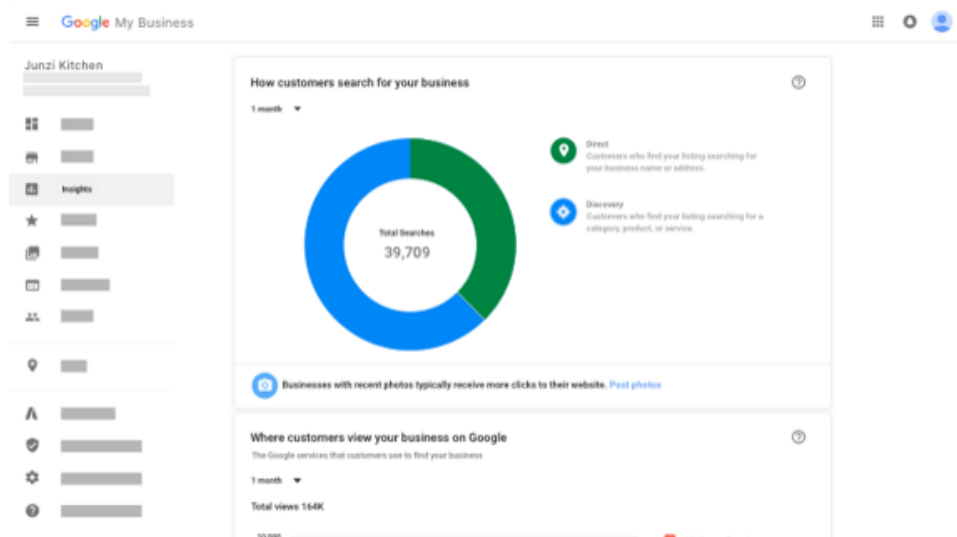 Google My Business
Junzi Kitchen
Insights
How customers search for your business
1 month
Total Searches
39,709
Direct
Customers who find your listing searching for
your business name or address.
Discovery
Customers who find your listing searching for a
category, product, or service.
Businesses with recent photos typically receive more clicks to their website. Post photos
Where customers view your business on Google
The Google services that customers use to find your business
1 month
Total views 164K